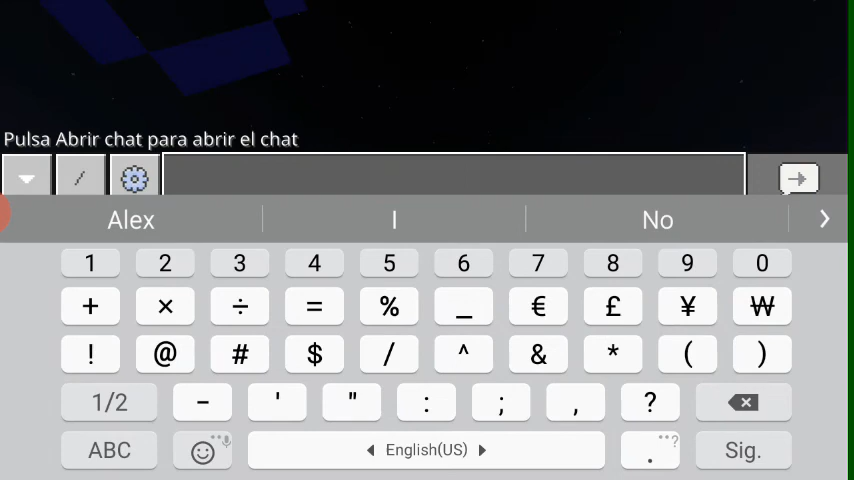 Pulsa Abrir chat para abrir el chat
/
Alex I No
1 2 3 4 5 6 7 8 9 0
+ × ÷ = % _ € £ ¥ ₩
! @ # $ / ^ & * ( )
1/2 - ' " : ; , ?
ABC English(US) . Sig.